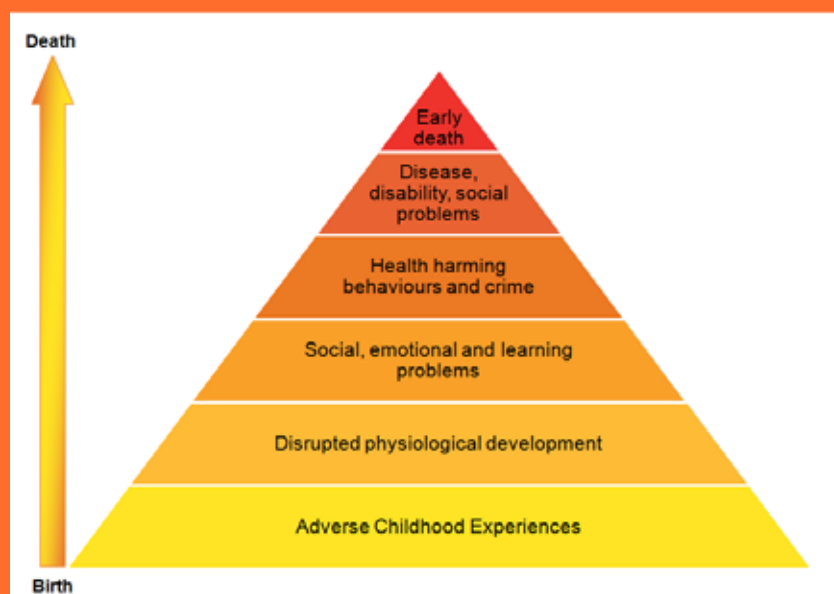 Death
Early
death
Disease,
disability, social
problems
Health harming
behaviours and crime
Social, emotional and learning
problems
Disrupted physiological development
Adverse Childhood Experiences
Birth